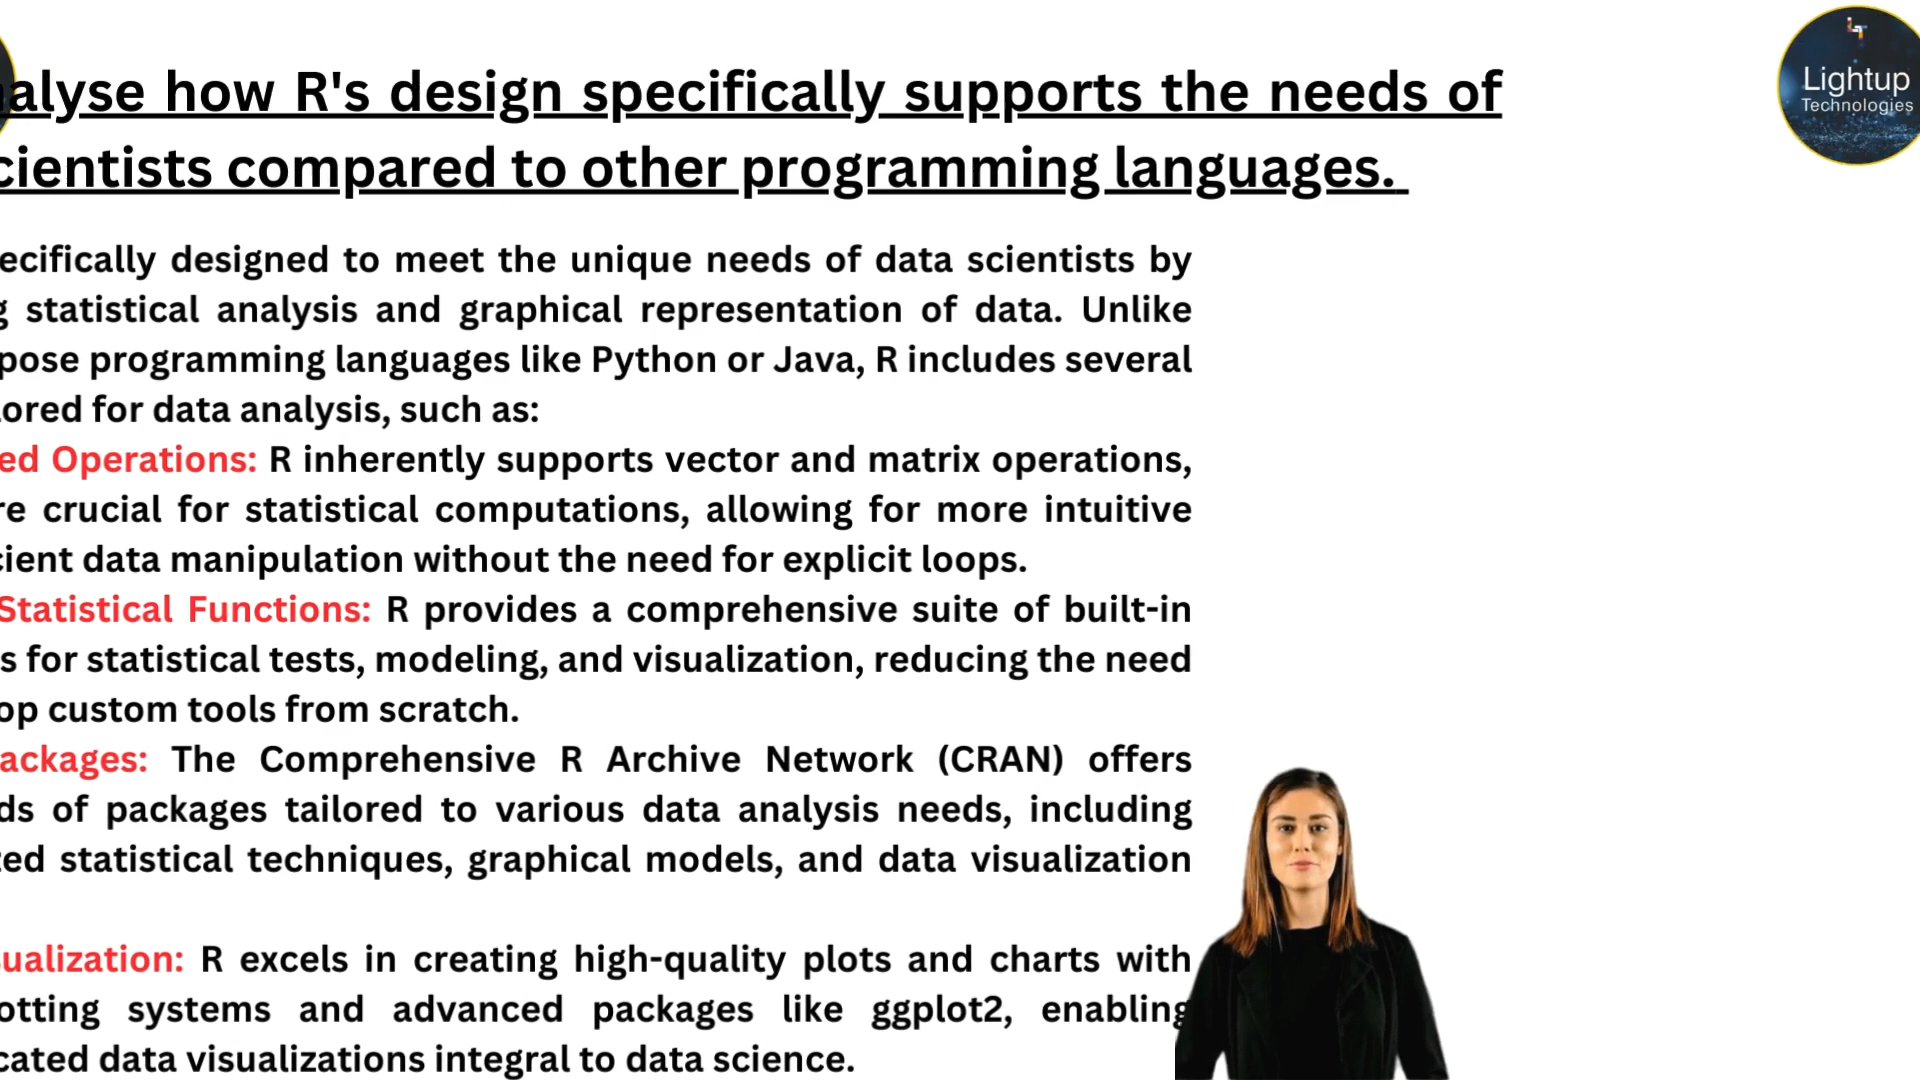 alyse how R's design specifically supports the needs of
cientists compared to other programming languages.
ecifically designed to meet the unique needs of data scientists by
g statistical analysis and graphical representation of data. Unlike
pose programming languages like Python or Java, R includes several
ored for data analysis, such as:
ed Operations: R inherently supports vector and matrix operations,
re crucial for statistical computations, allowing for more intuitive
cient data manipulation without the need for explicit loops.
Statistical Functions: R provides a comprehensive suite of built-in
s for statistical tests, modeling, and visualization, reducing the need
op custom tools from scratch.
ackages: The Comprehensive R Archive Network (CRAN) offers
ds of packages tailored to various data analysis needs, including
ed statistical techniques, graphical models, and data visualization
ualization: R excels in creating high-quality plots and charts with
otting systems and advanced packages like ggplot2, enabling
cated data visualizations integral to data science.
LT
Lightup
Technologies